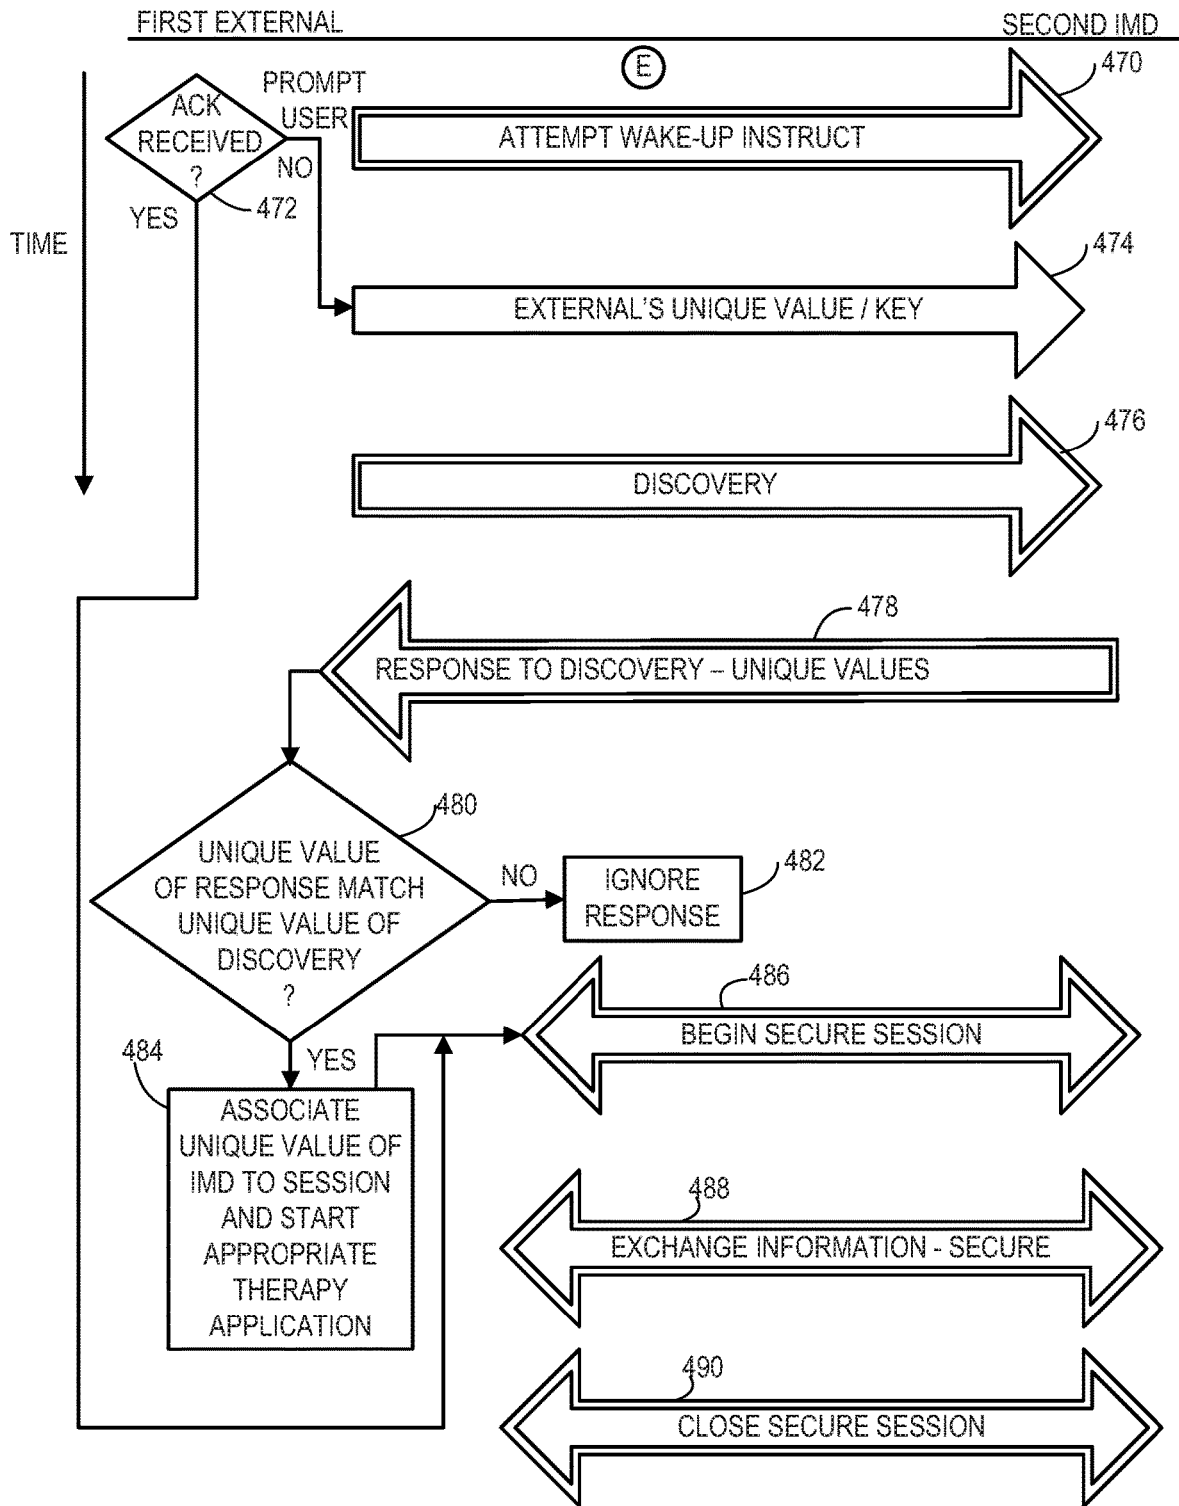 FIRST EXTERNAL
SECOND IMD
E
470
PROMPT
USER
ACK
RECEIVED
?
NO
472
YES
ATTEMPT WAKE-UP INSTRUCT
TIME
474
EXTERNAL'S UNIQUE VALUE / KEY
476
DISCOVERY
478
RESPONSE TO DISCOVERY – UNIQUE VALUES
480
UNIQUE VALUE
OF RESPONSE MATCH
UNIQUE VALUE OF
DISCOVERY
?
NO
IGNORE
RESPONSE
482
YES
484
ASSOCIATE
UNIQUE VALUE OF
IMD TO SESSION
AND START
APPROPRIATE
THERAPY
APPLICATION
486
BEGIN SECURE SESSION
488
EXCHANGE INFORMATION - SECURE
490
CLOSE SECURE SESSION